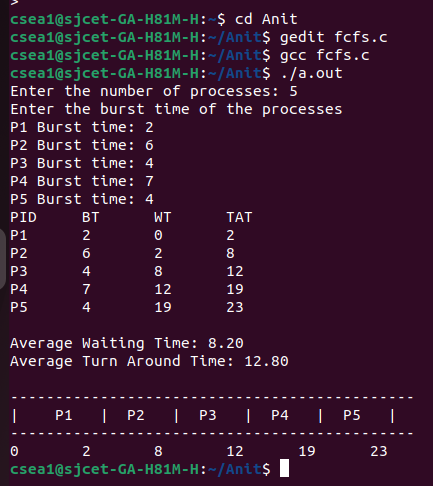 >
csea1@sjcet-GA-H81M-H:~$ cd Anit
csea1@sjcet-GA-H81M-H:~/Anit$ gedit fcfs.c
csea1@sjcet-GA-H81M-H:~/Anit$ gcc fcfs.c
csea1@sjcet-GA-H81M-H:~/Anit$ ./a.out
Enter the number of processes: 5
Enter the burst time of the processes
P1 Burst time: 2
P2 Burst time: 6
P3 Burst time: 4
P4 Burst time: 7
P5 Burst time: 4
PID     BT      WT      TAT
P1      2       0       2
P2      6       2       8
P3      4       8       12
P4      7       12      19
P5      4       19      23

Average Waiting Time: 8.20
Average Turn Around Time: 12.80

---------------------------------------------
|    P1   |  P2   |  P3   |  P4   |  P5   |
---------------------------------------------
0       2       8       12      19      23
csea1@sjcet-GA-H81M-H:~/Anit$